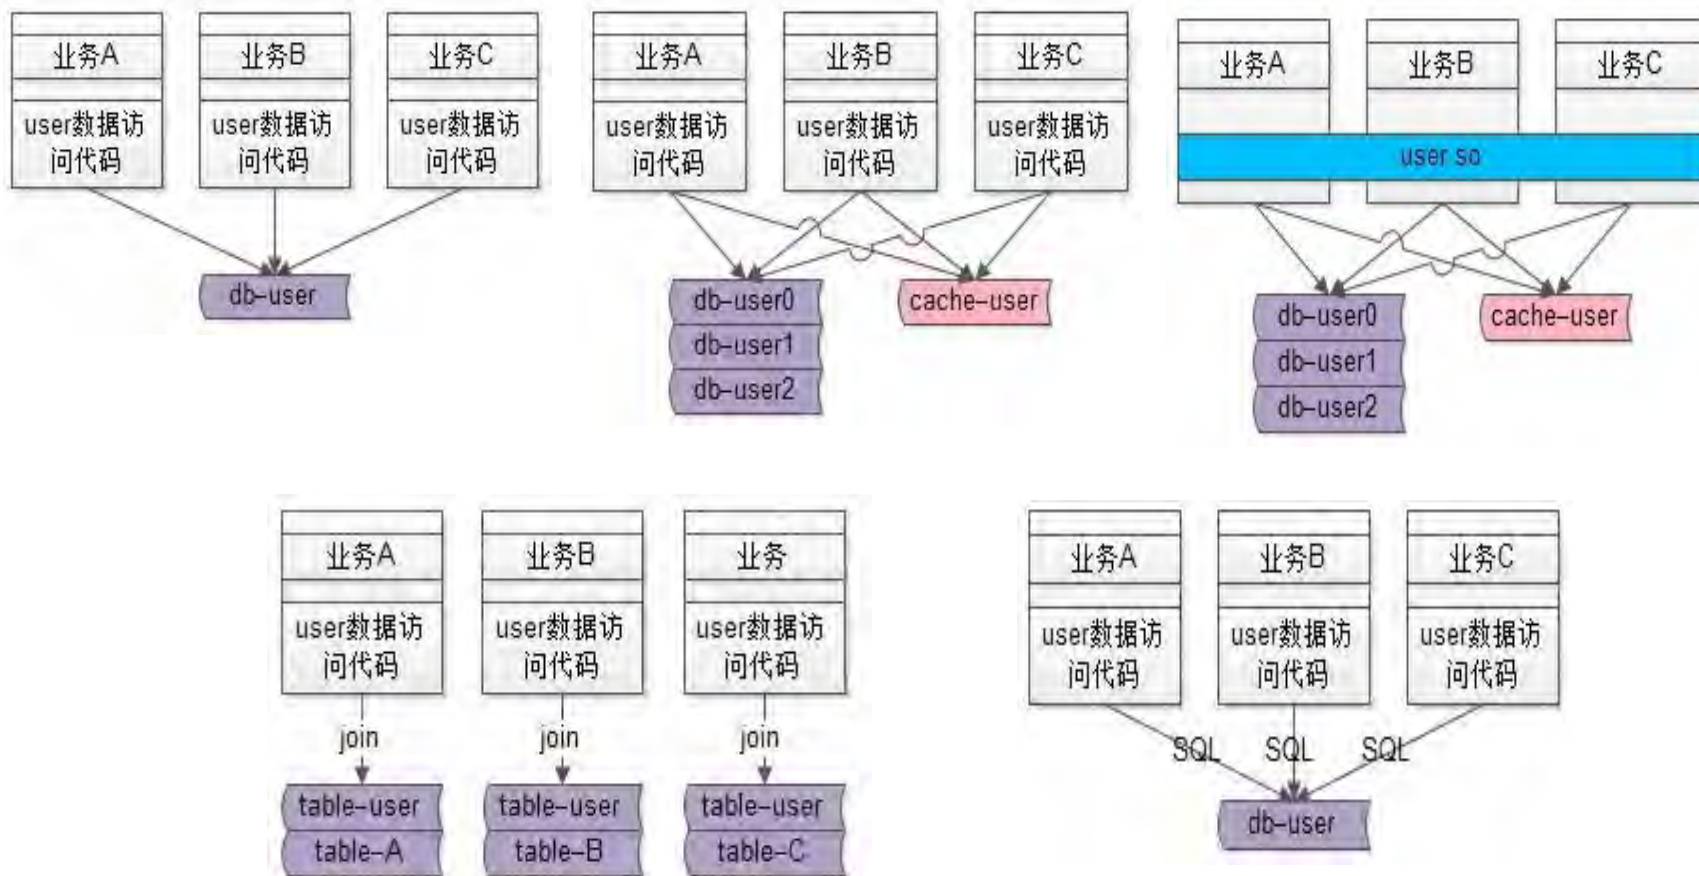 业务A
业务B
业务C
user数据访
问代码
user数据访
问代码
user数据访
问代码
db-user
业务A
业务B
业务C
user数据访
问代码
user数据访
问代码
user数据访
问代码
db-user0
db-user1
db-user2
cache-user
业务A
业务B
业务C
user so
db-user0
db-user1
db-user2
cache-user
业务A
业务B
业务
user数据访
问代码
user数据访
问代码
user数据访
问代码
join
join
join
table-user
table-A
table-user
table-B
table-user
table-C
业务A
业务B
业务C
user数据访
问代码
user数据访
问代码
user数据访
问代码
SQL
SQL
SQL
db-user